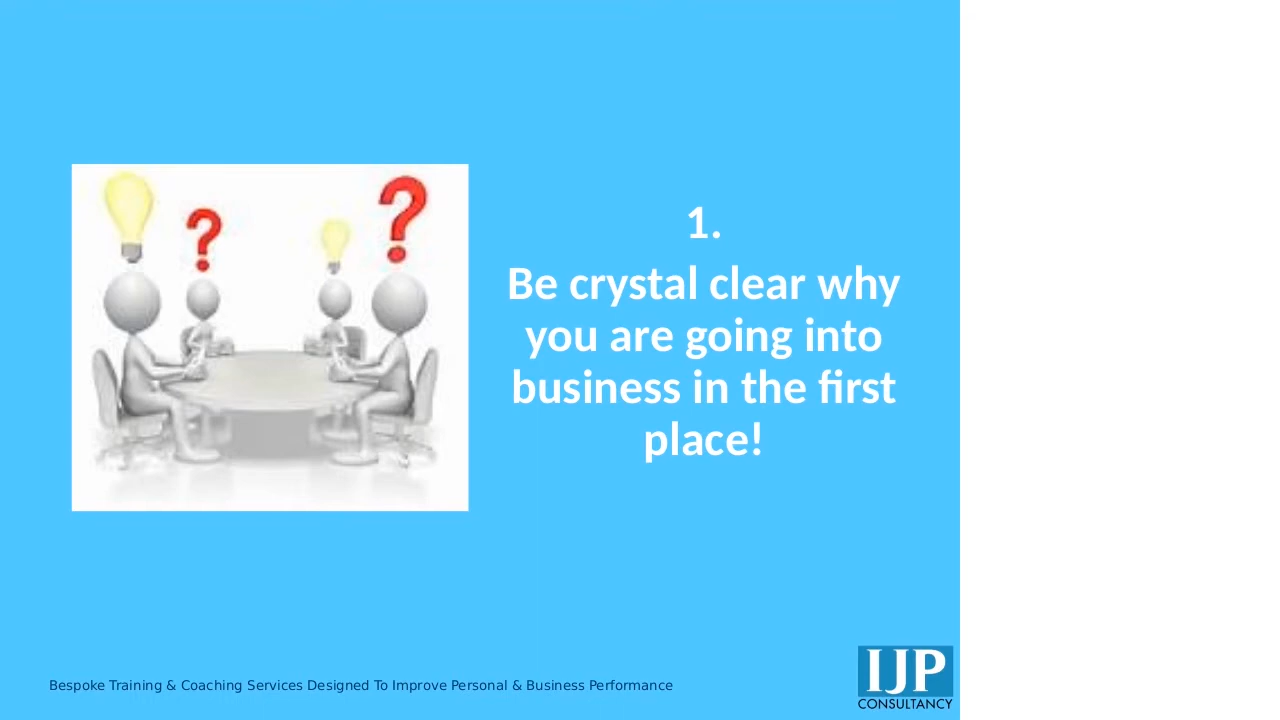 1.
Be crystal clear why
you are going into
business in the first
place!
Bespoke Training & Coaching Services Designed To Improve Personal & Business Performance
IJP
CONSULTANCY